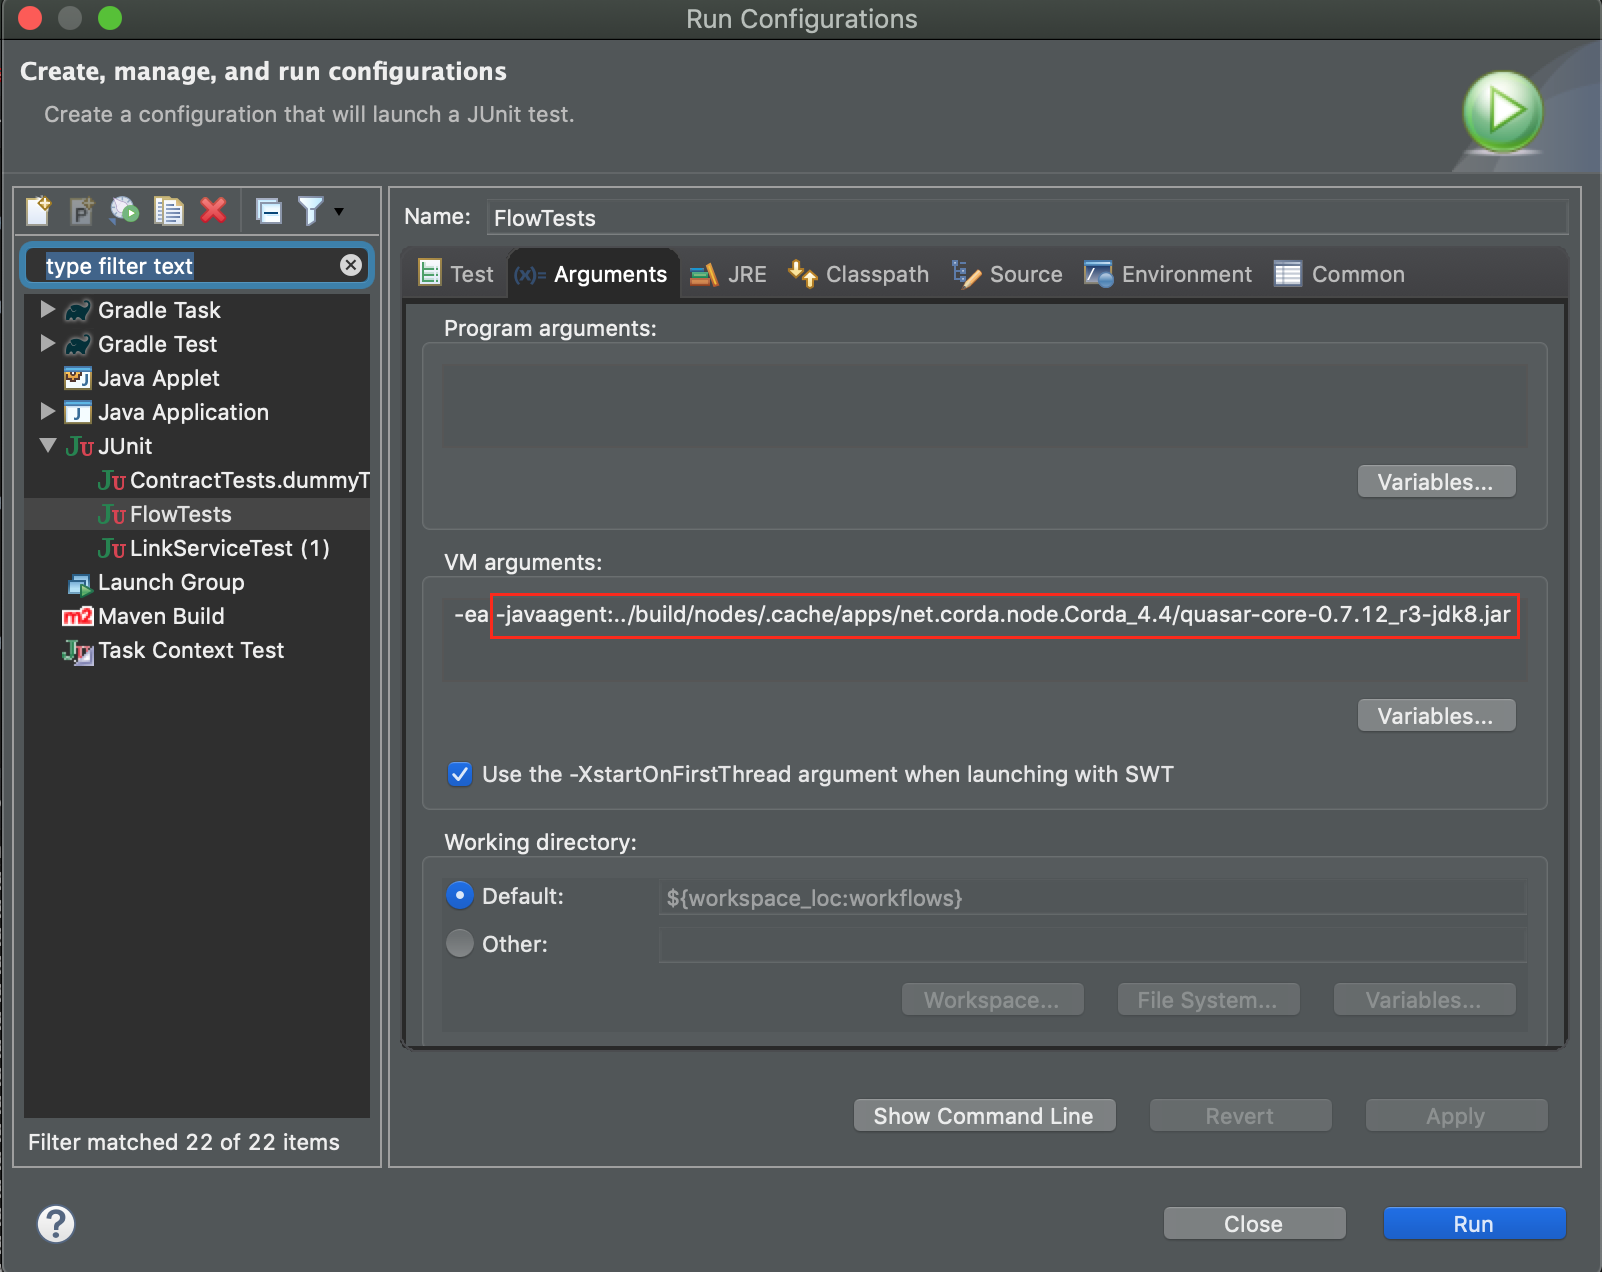 Run Configurations
Create, manage, and run configurations
Create a configuration that will launch a JUnit test.
type filter text
Gradle Task
Gradle Test
Java Applet
Java Application
JUnit
ContractTests.dummyT
FlowTests
LinkServiceTest (1)
Launch Group
Maven Build
Task Context Test
Filter matched 22 of 22 items
Name: FlowTests
Test (x)= Arguments JRE Classpath Source Environment Common
Program arguments:
Variables...
VM arguments:
-ea -javaagent:../build/nodes/.cache/apps/net.corda.node.Corda_4.4/quasar-core-0.7.12_r3-jdk8.jar
Variables...
Use the -XstartOnFirstThread argument when launching with SWT
Working directory:
Default: ${workspace_loc:workflows}
Other:
Workspace... File System... Variables...
Show Command Line Revert Apply
Close Run